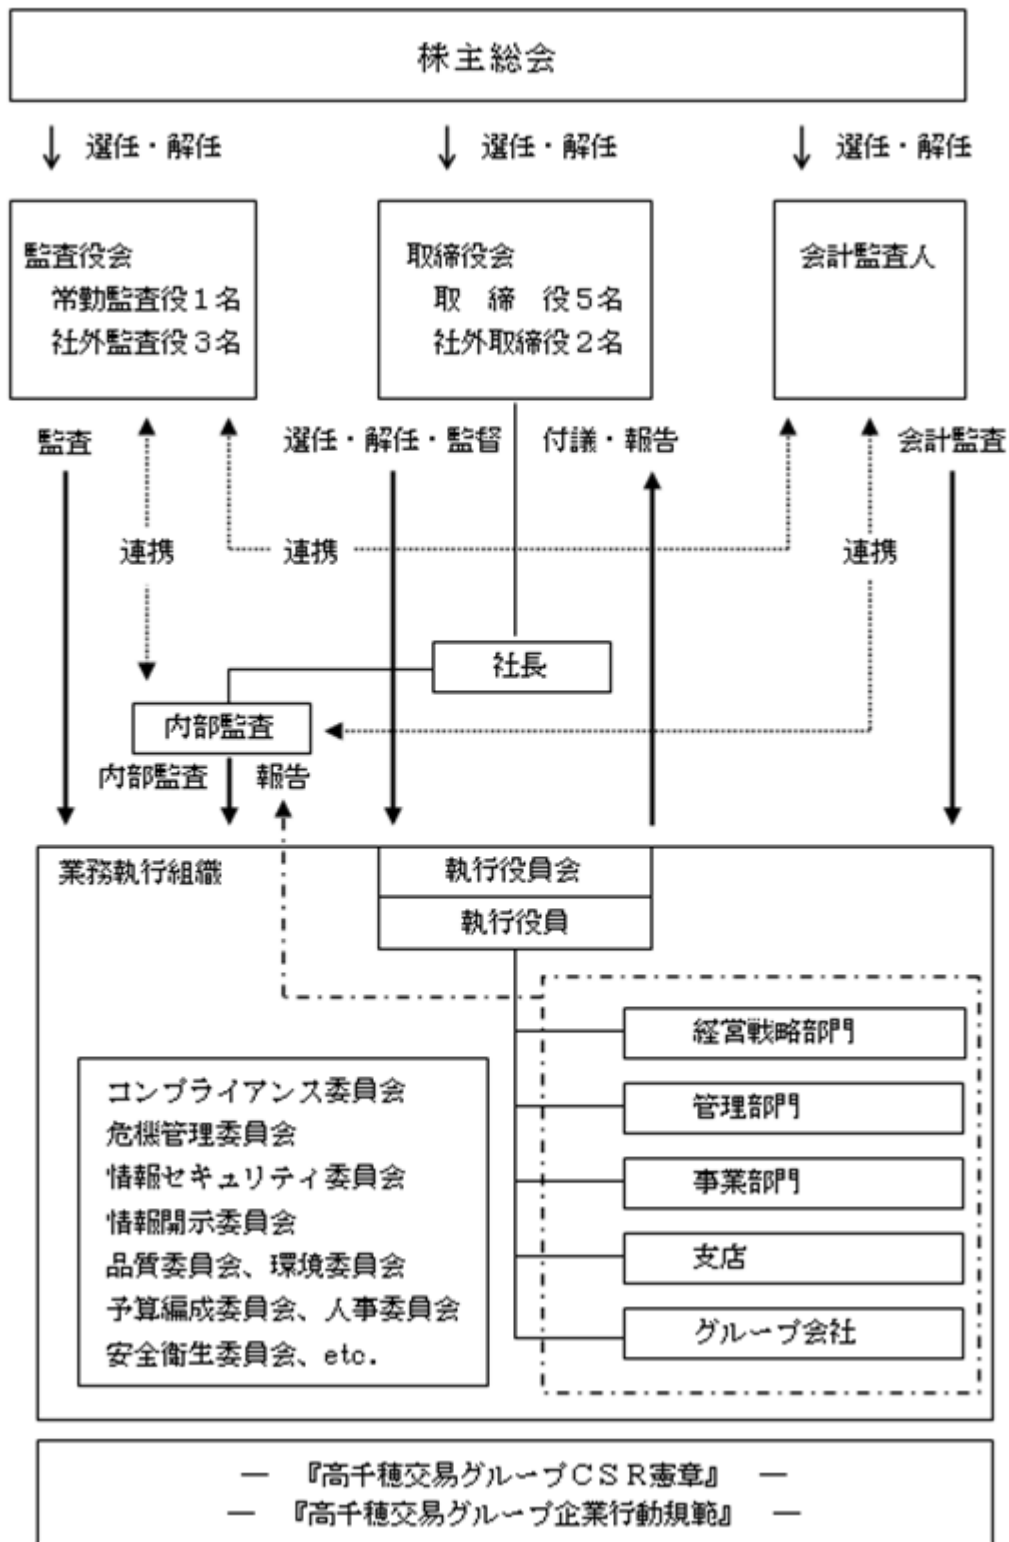 株主総会
選任・解任
選任・解任
選任・解任
監査役会
常勤監査役1名
社外監査役3名
取締役会
取　締　役5名
社外取締役2名
会計監査人
監査
選任・解任・監督
付議・報告
会計監査
連携
連携
連携
社長
内部監査
内部監査
報告
業務執行組織
執行役員会
執行役員
経営戦略部門
管理部門
事業部門
支店
グループ会社
コンプライアンス委員会
危機管理委員会
情報セキュリティ委員会
情報開示委員会
品質委員会、環境委員会
予算編成委員会、人事委員会
安全衛生委員会、etc.
―　『高千穂交易グループCSR憲章』　―
―　『高千穂交易グループ企業行動規範』　―